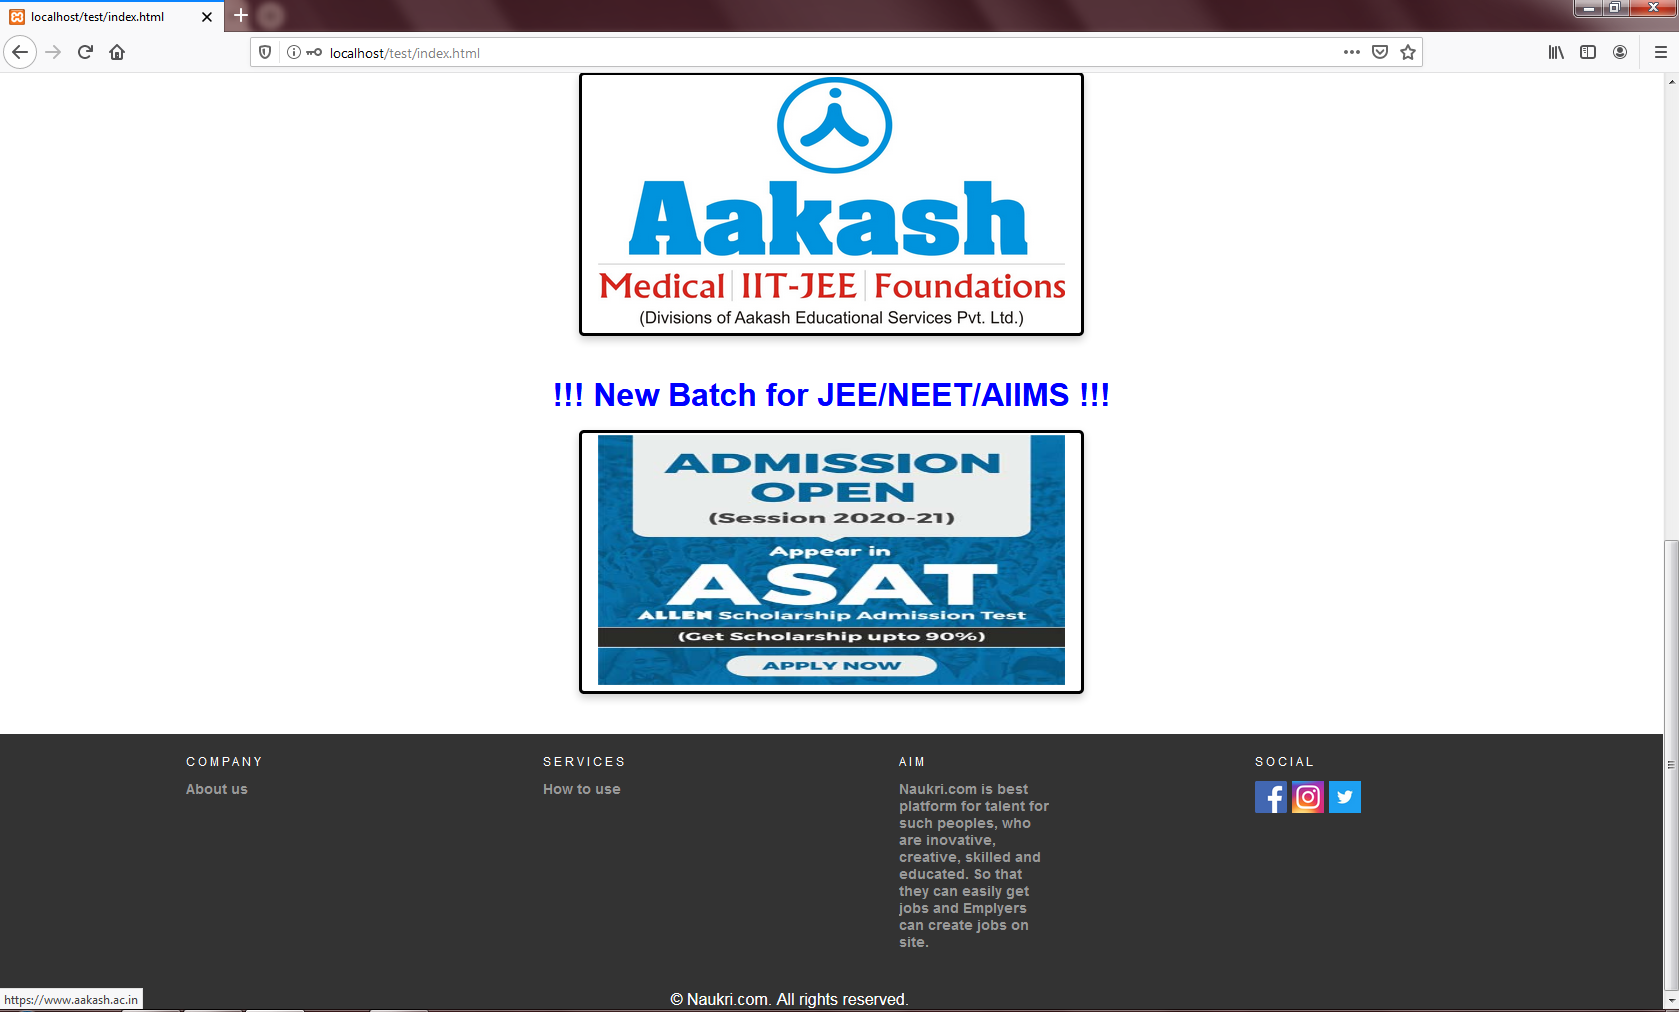 localhost/test/index.html
localhost/test/index.html
Aakash
Medical IIT-JEE Foundations
(Divisions of Aakash Educational Services Pvt. Ltd.)
!!! New Batch for JEE/NEET/AIIMS !!!
ADMISSION
OPEN
(Session 2020-21)
Appear in
ASAT
ALLEN Scholarship Admission Test
(Get Scholarship upto 90%)
APPLY NOW
COMPANY
About us
SERVICES
How to use
AIM
Naukri.com is best
platform for talent for
such peoples, who
are inovative,
creative, skilled and
educated. So that
they can easily get
jobs and Emplyers
can create jobs on
site.
SOCIAL
https://www.aakash.ac.in
© Naukri.com. All rights reserved.